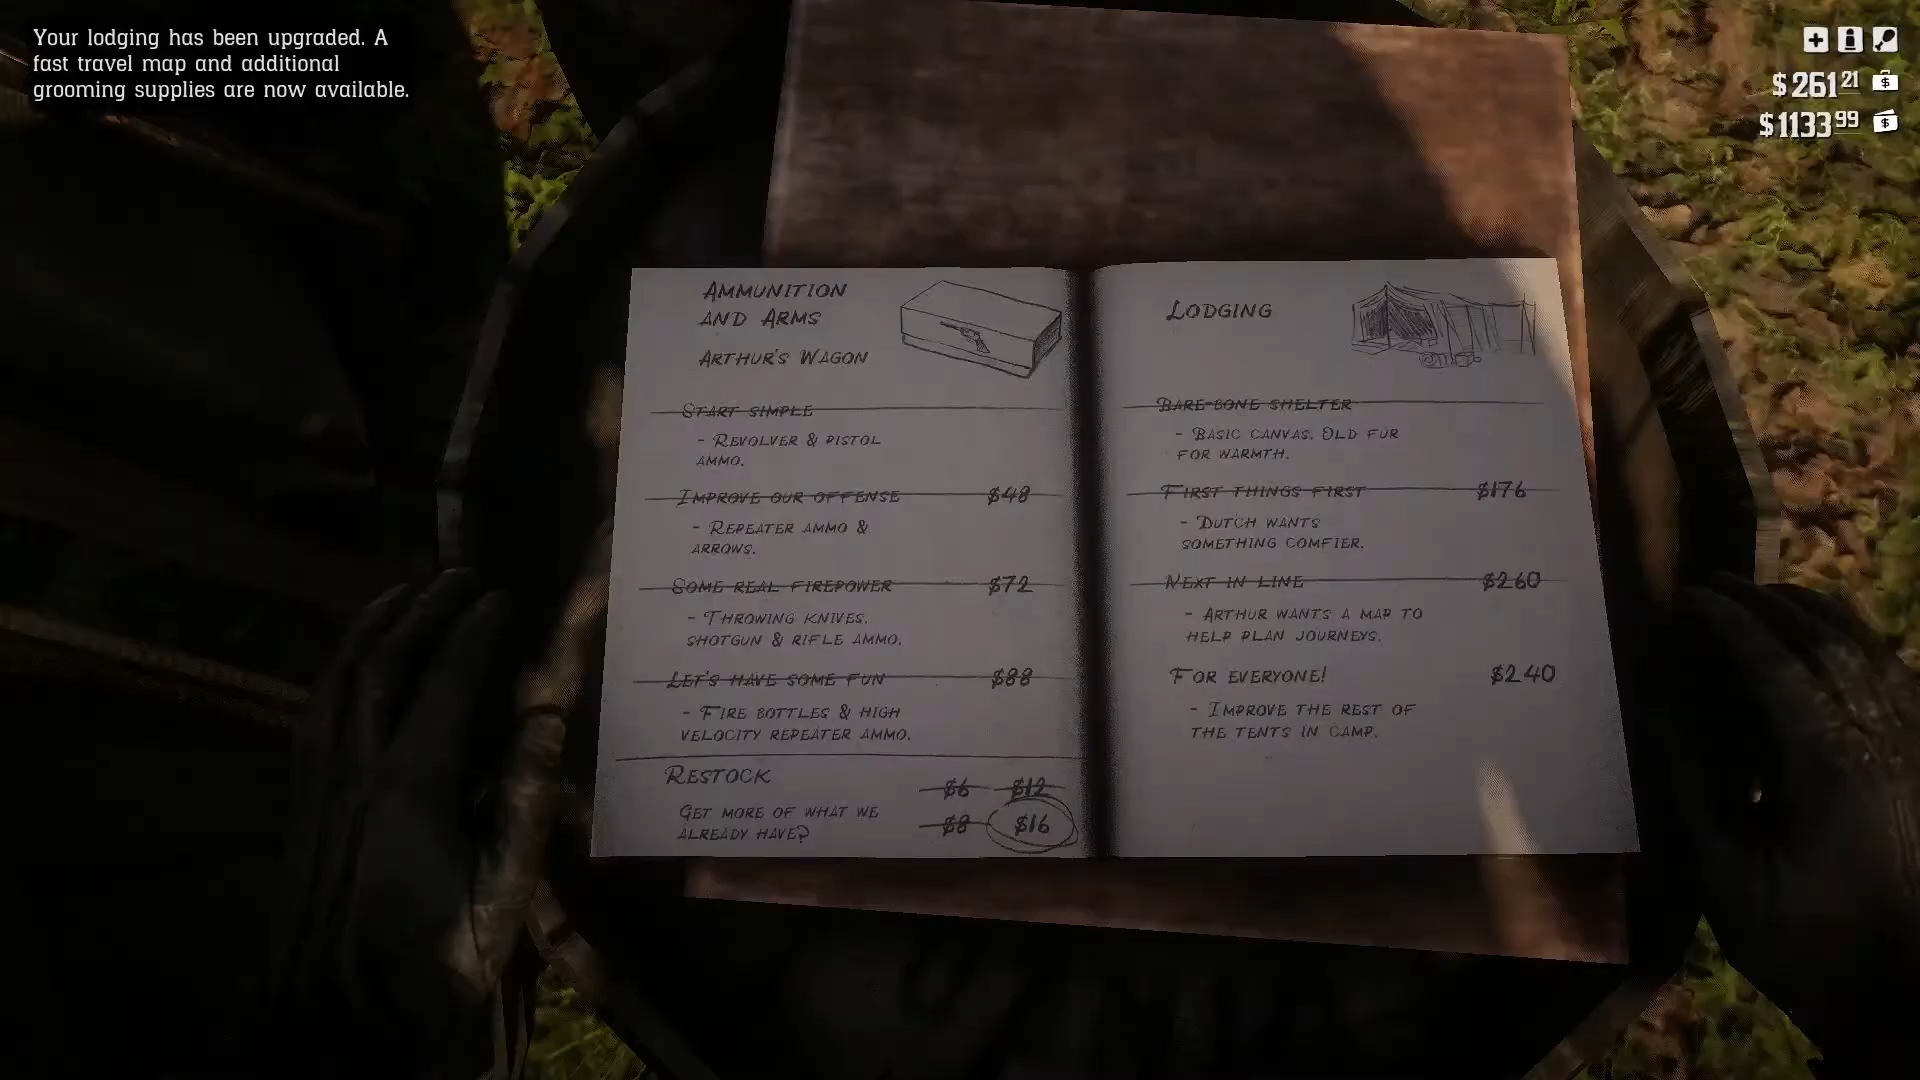 Your lodging has been upgraded. A
fast travel map and additional
grooming supplies are now available.
$261 21
$1133 99
AMMUNITION
AND ARMS
ARTHUR'S WAGON
START SIMPLE
- REVOLVER & PISTOL
AMMO.
IMPROVE OUR OFFENSE $48
- REPEATER AMMO &
ARROWS.
SOME REAL FIREPOWER $72
- THROWING KNIVES.
SHOTGUN & RIFLE AMMO.
LET'S HAVE SOME FUN $88
- FIRE BOTTLES & HIGH
VELOCITY REPEATER AMMO.
RESTOCK
$6 $12
GET MORE OF WHAT WE
ALREADY HAVE?
$8 $16
LODGING
BARE-BONE SHELTER
- BASIC CANVAS. OLD FUR
FOR WARMTH.
FIRST THINGS FIRST $176
- DUTCH WANTS
SOMETHING COMFIER.
NEXT IN LINE $260
- ARTHUR WANTS A MAP TO
HELP PLAN JOURNEYS.
FOR EVERYONE! $240
- IMPROVE THE REST OF
THE TENTS IN CAMP.